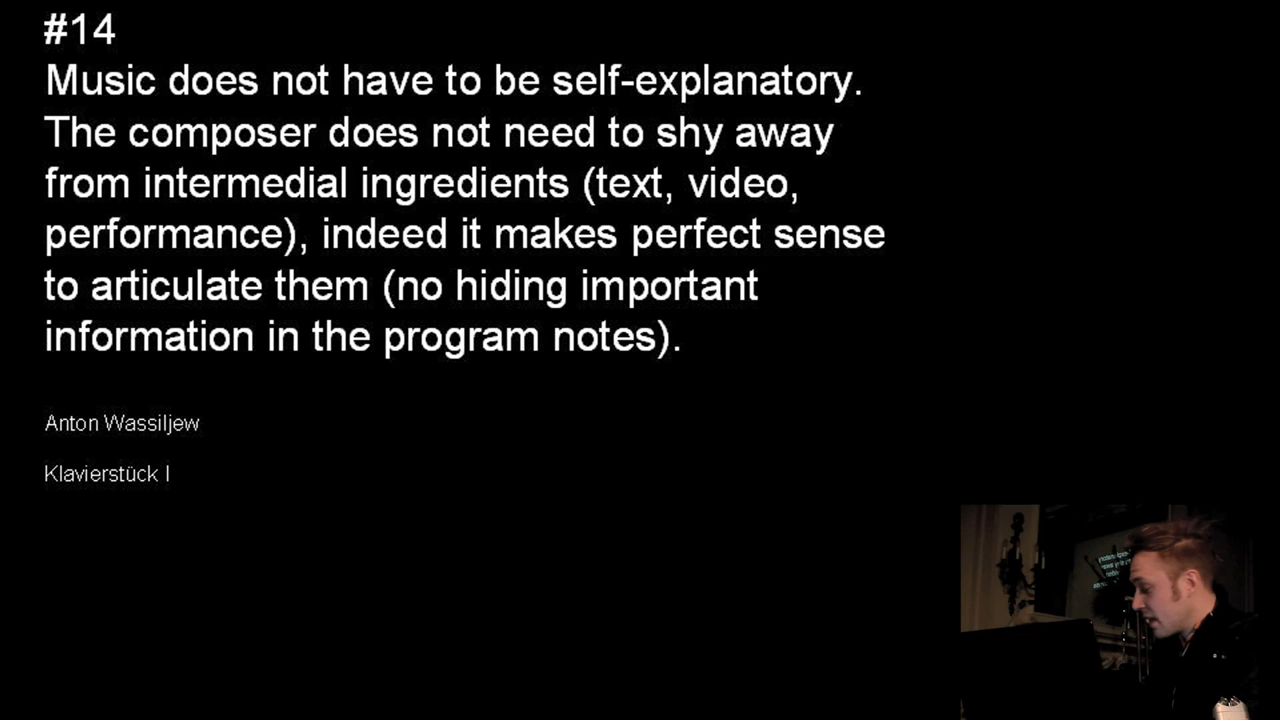 #14
Music does not have to be self-explanatory.
The composer does not need to shy away
from intermedial ingredients (text, video,
performance), indeed it makes perfect sense
to articulate them (no hiding important
information in the program notes).
Anton Wassiljew
Klavierstück I